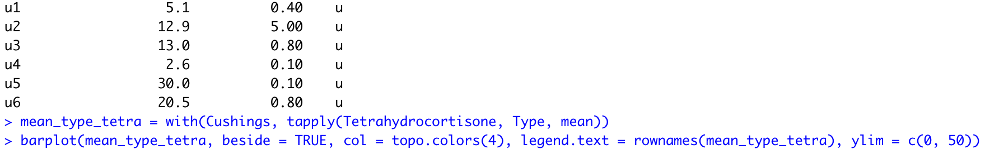 u1                  5.1          0.40    u
u2                 12.9          5.00    u
u3                 13.0          0.80    u
u4                  2.6          0.10    u
u5                 30.0          0.10    u
u6                 20.5          0.80    u
> mean_type_tetra = with(Cushings, tapply(Tetrahydrocortisone, Type, mean))
> barplot(mean_type_tetra, beside = TRUE, col = topo.colors(4), legend.text = rownames(mean_type_tetra), ylim = c(0, 50))